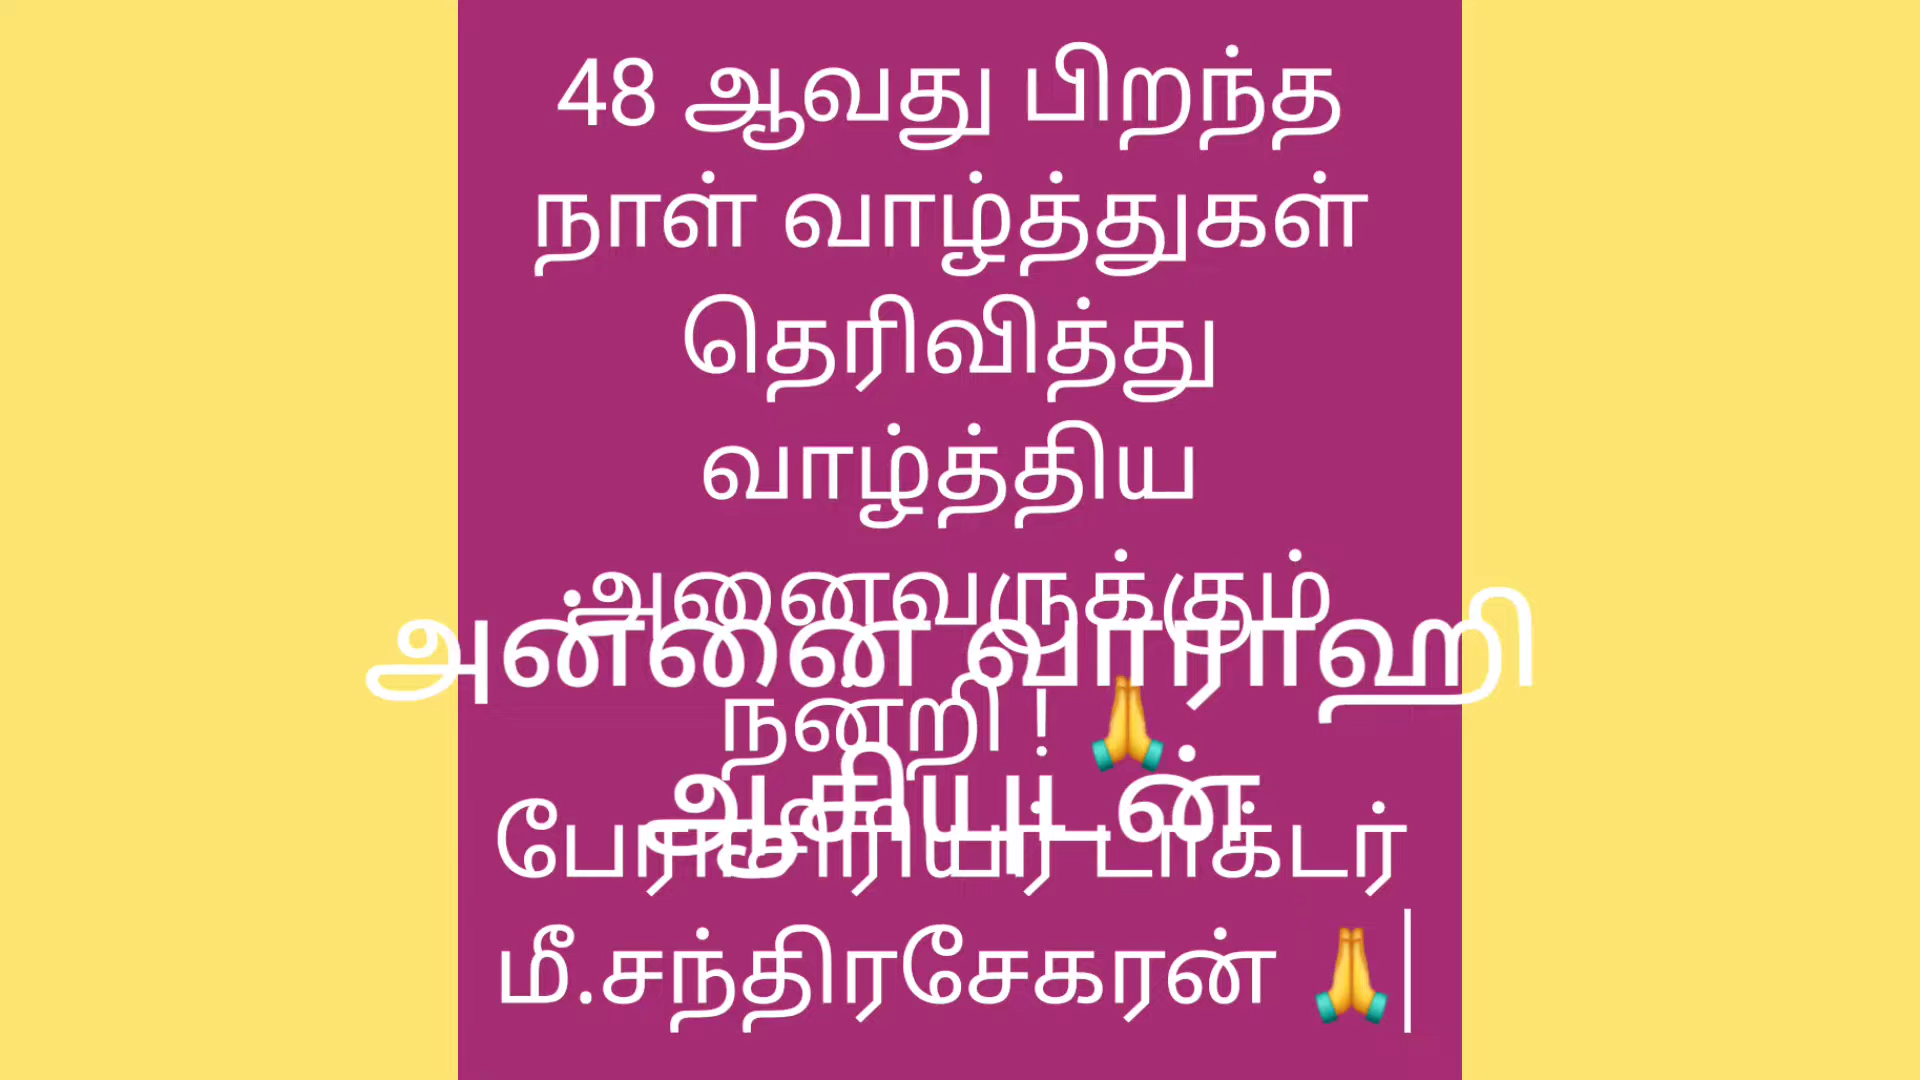 48 ஆவது பிறந்த
நாள் வாழ்த்துகள்
தெரிவித்து
வாழ்த்திய
அனைவருக்கும்
நன்றி ! 🙏
பேராசிரியர் டாக்டர்
மீ.சந்திரசேகரன் 🙏
அன்னை வாராஹி
ஆசியுடன்